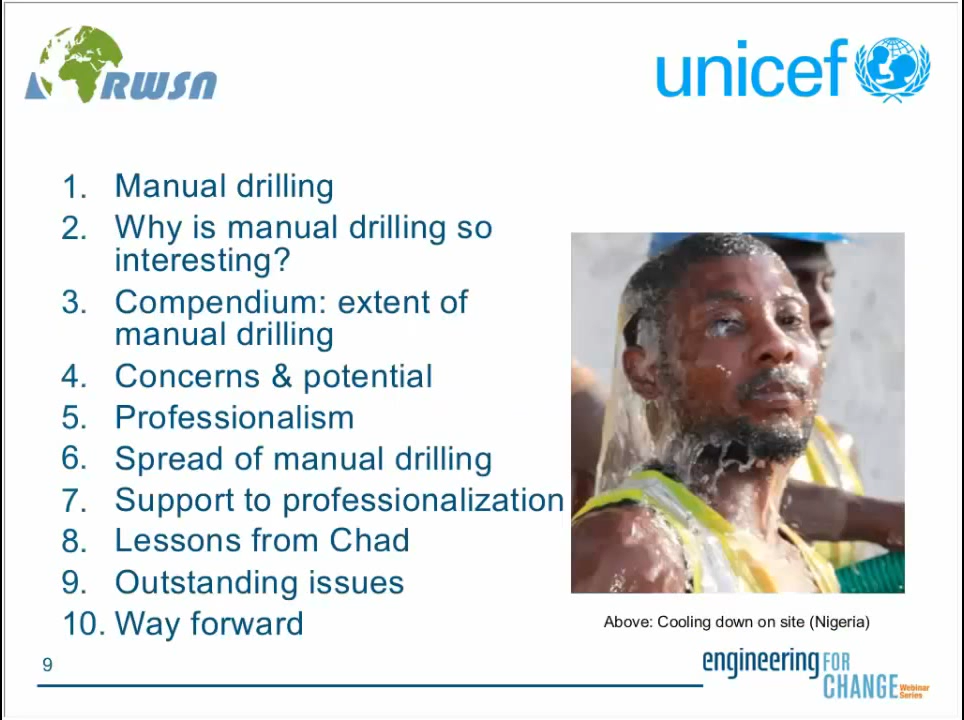 RWSN
unicef
1. Manual drilling
2. Why is manual drilling so
interesting?
3. Compendium: extent of
manual drilling
4. Concerns & potential
5. Professionalism
6. Spread of manual drilling
7. Support to professionalization
8. Lessons from Chad
9. Outstanding issues
10. Way forward
Above: Cooling down on site (Nigeria)
9
engineering FOR
CHANGE Webinar
Series